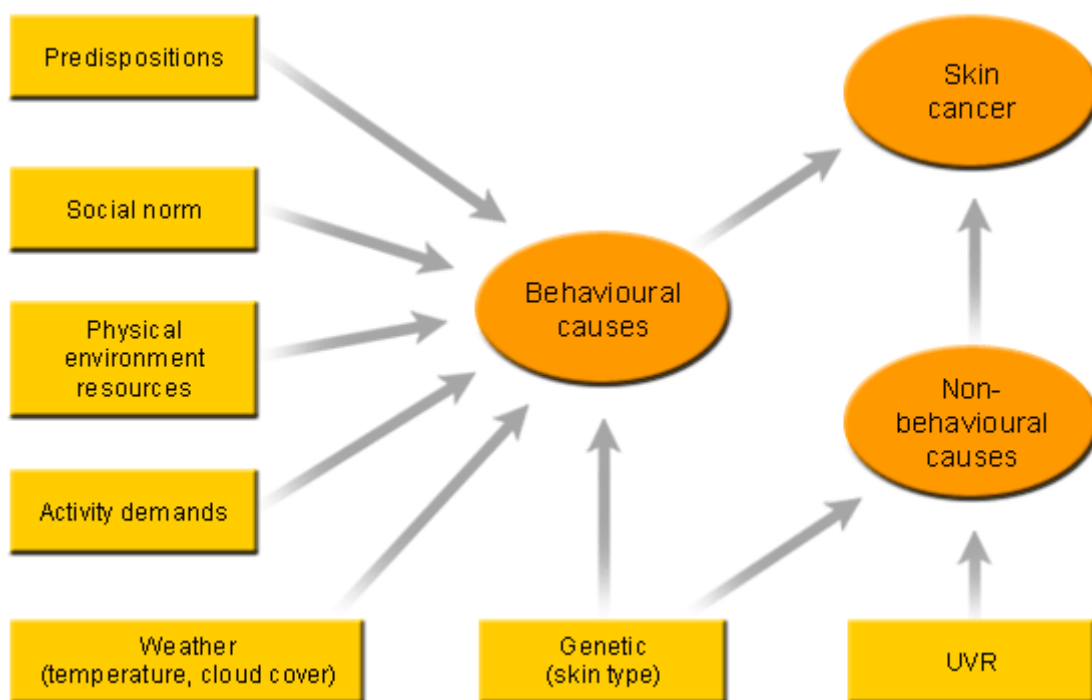 Predispositions
Skin
cancer
Social norm
Behavioural
causes
Physical
environment
resources
Non-
behavioural
causes
Activity demands
Weather
(temperature, cloud cover)
Genetic
(skin type)
UVR